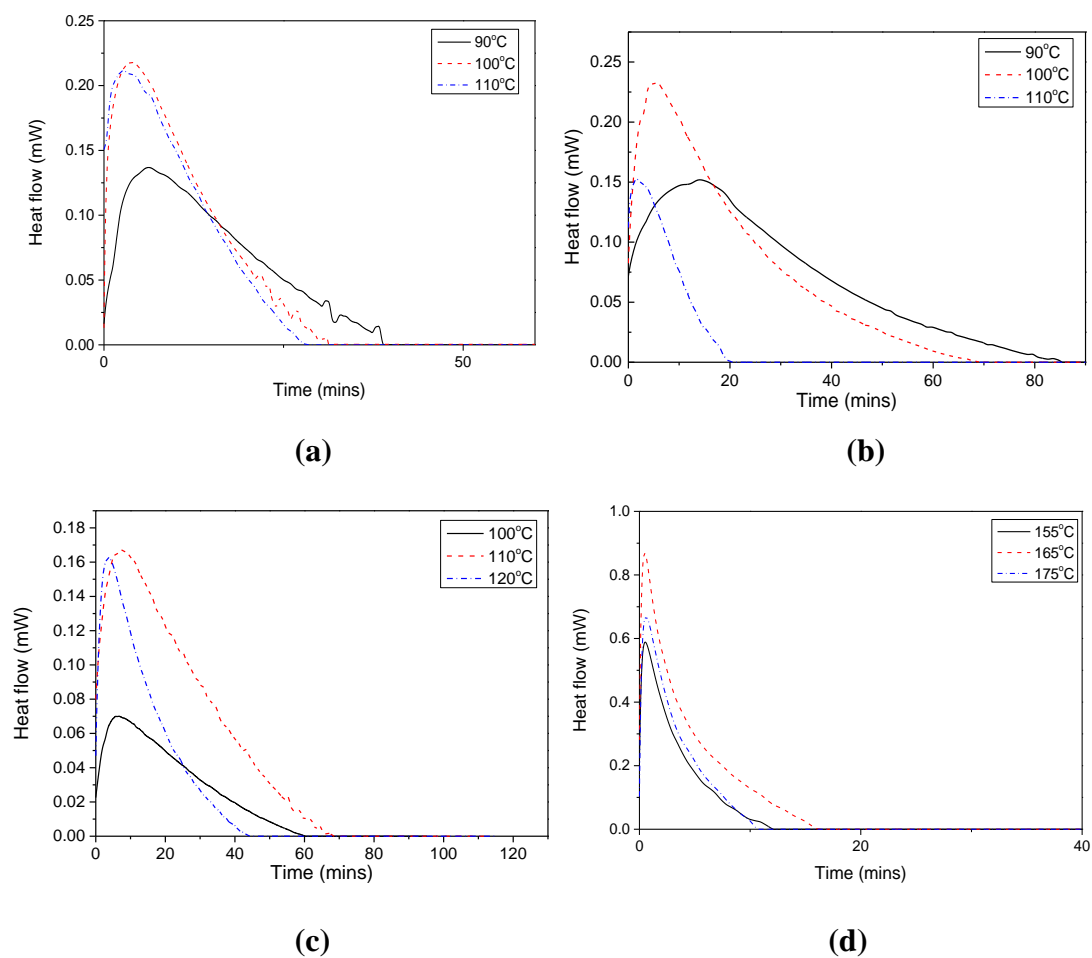 0.25
0.20
0.15
0.10
0.05
0.00
Heat flow (mW)
0
50
Time (mins)
90°C
100°C
110°C
(a)
0.25
0.20
0.15
0.10
0.05
0.00
Heat flow (mW)
0 20 40 60 80
Time (mins)
90°C
100°C
110°C
(b)
0.18
0.16
0.14
0.12
0.10
0.08
0.06
0.04
0.02
0.00
Heat flow (mW)
0 20 40 60 80 100 120
Time (mins)
100°C
110°C
120°C
(c)
1.0
0.8
0.6
0.4
0.2
0.0
Heat flow (mW)
0 20 40
Time (mins)
155°C
165°C
175°C
(d)